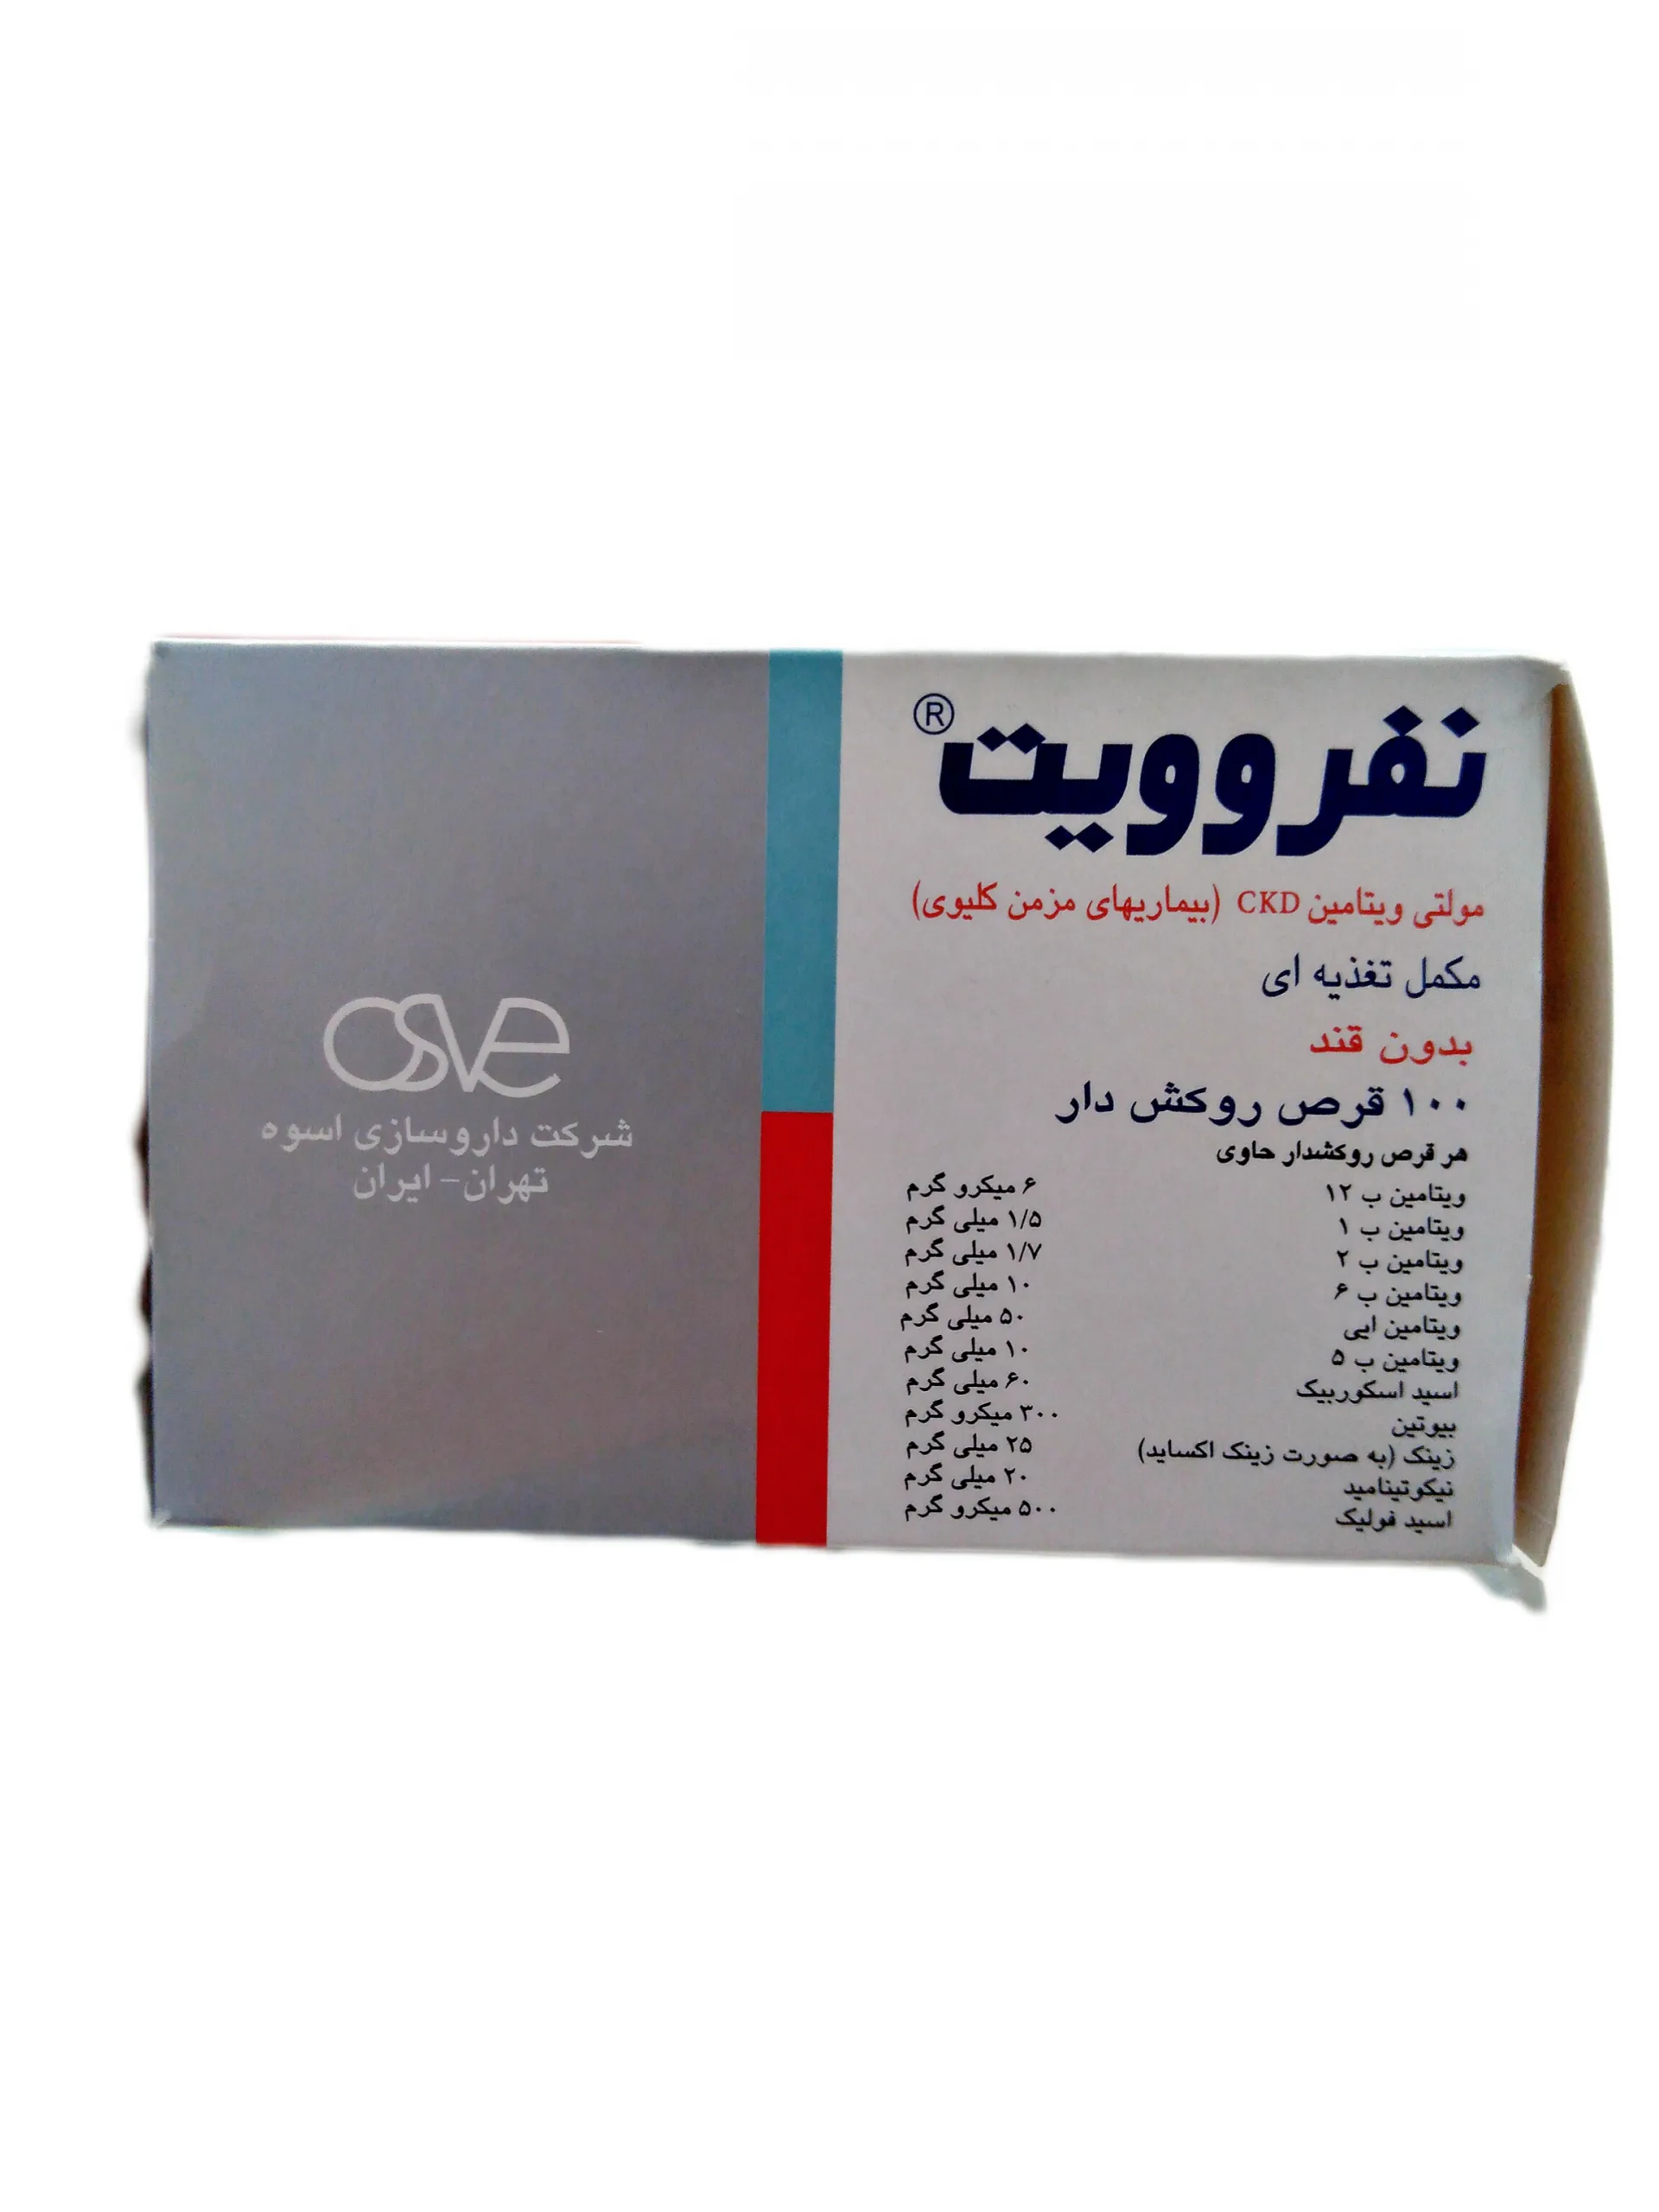 نفروویت®
مولتی ویتامین CKD (بیماریهای مزمن کلیوی)
مکمل تغذیه ای
بدون قند
۱۰۰ قرص روکش دار
هر قرص روکشدار حاوی
ویتامین ب ۱۲ ۶ میکرو گرم
ویتامین ب ۱ ۱/۵ میلی گرم
ویتامین ب ۲ ۱/۷ میلی گرم
ویتامین ب ۶ ۱۰ میلی گرم
ویتامین ایی ۵۰ میلی گرم
ویتامین ب ۵ ۱۰ میلی گرم
اسید اسکوربیک ۶۰ میلی گرم
بیوتین ۳۰۰ میکرو گرم
زینک (به صورت زینک اکساید) ۲۵ میلی گرم
نیکوتینامید ۲۰ میلی گرم
اسید فولیک ۵۰۰ میکرو گرم
osve
شرکت داروسازی اسوه
تهران- ایران